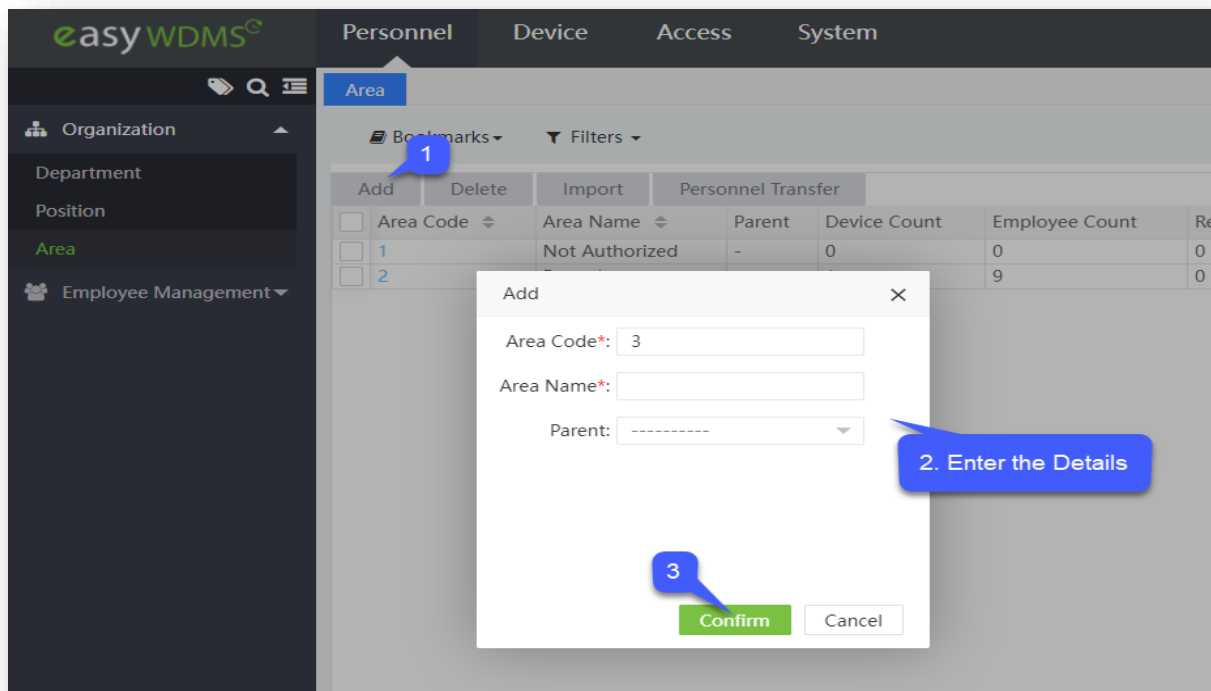 easy WDMS
Personnel Device Access System
Area
Organization
Bookmarks Filters
1
Department
Add Delete Import Personnel Transfer
Position
Area Code Area Name Parent Device Count Employee Count
Area
1 Not Authorized - 0 0 0
2 9 0
Employee Management
Add
Area Code*: 3
Area Name*:
Parent: ----------
2. Enter the Details
3
Confirm Cancel